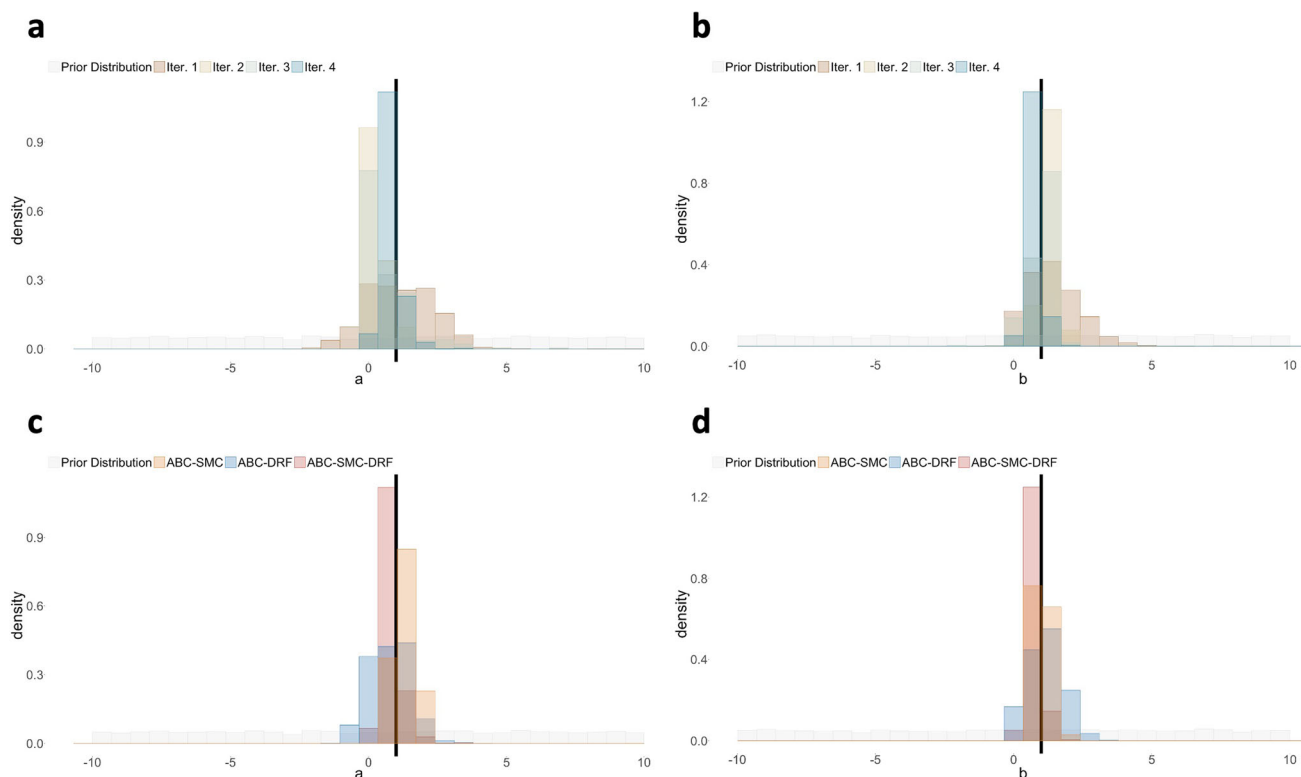 a
Prior Distribution Iter. 1 Iter. 2 Iter. 3 Iter. 4
0.9
0.6
0.3
0.0
density
-10 -5 0 5 10
a
b
Prior Distribution Iter. 1 Iter. 2 Iter. 3 Iter. 4
1.2
0.8
0.4
0.0
density
-10 -5 0 5 10
b
c
Prior Distribution ABC-SMC ABC-DRF ABC-SMC-DRF
0.9
0.6
0.3
0.0
density
-10 -5 0 5 10
a
d
Prior Distribution ABC-SMC ABC-DRF ABC-SMC-DRF
1.2
0.8
0.4
0.0
density
-10 -5 0 5 10
b